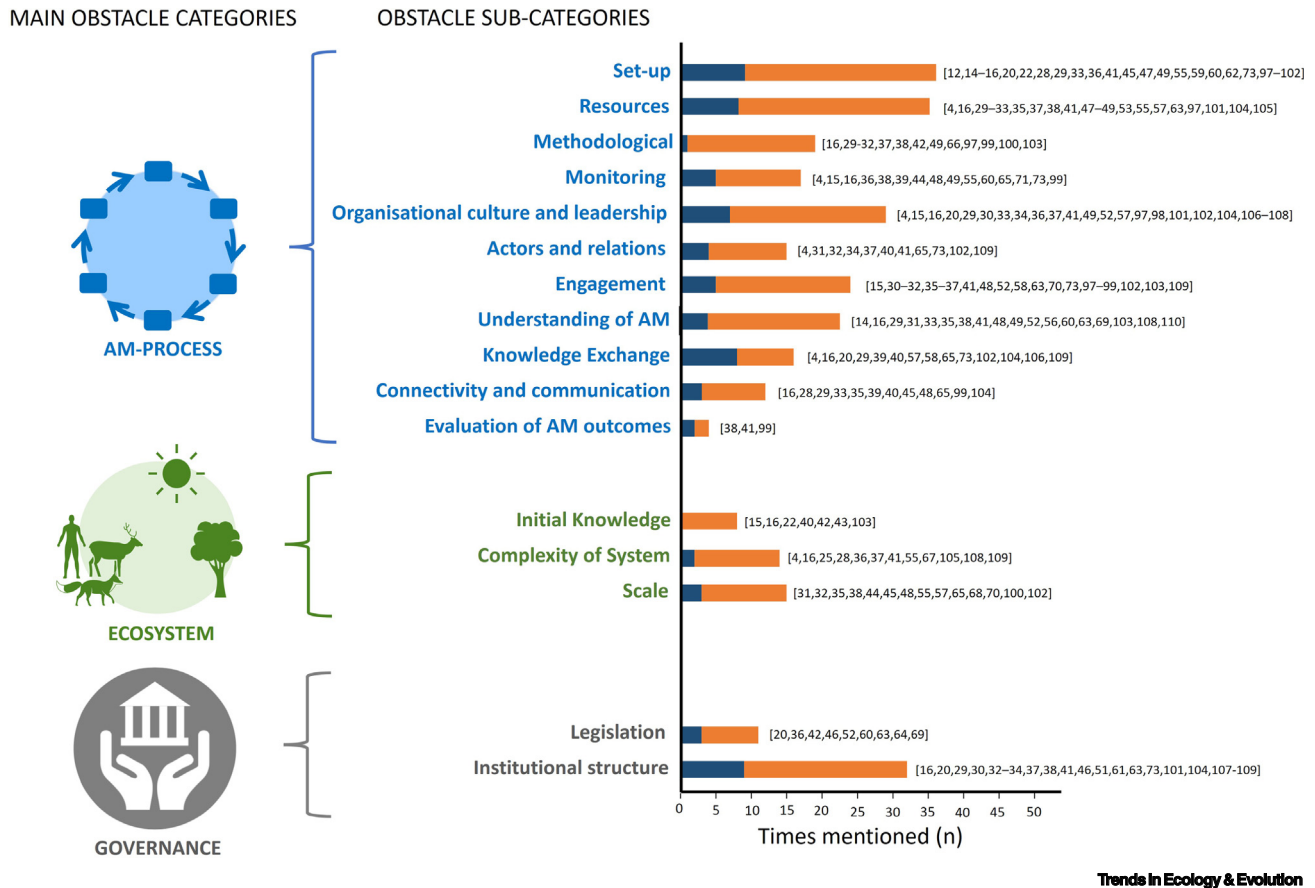 MAIN OBSTACLE CATEGORIES
OBSTACLE SUB-CATEGORIES
Set-up [12,14–16,20,22,28,29,33,36,41,45,47,49,55,59,60,62,73,97–102]
Resources [4,16,29–33,35,37,38,41,47–49,53,55,57,63,97,101,104,105]
Methodological [16,29-32,37,38,42,49,66,97,99,100,103]
Monitoring [4,15,16,36,38,39,44,48,49,55,60,65,71,73,99]
Organisational culture and leadership [4,15,16,20,29,30,33,34,36,37,41,49,52,57,97,98,101,102,104,106–108]
Actors and relations [4,31,32,34,37,40,41,65,73,102,109]
Engagement [15,30–32,35–37,41,48,52,58,63,70,73,97–99,102,103,109]
Understanding of AM [14,16,29,31,33,35,38,41,48,49,52,56,60,63,69,103,108,110]
Knowledge Exchange [4,16,20,29,39,40,57,58,65,73,102,104,106,109]
Connectivity and communication [16,28,29,33,35,39,40,45,48,65,99,104]
Evaluation of AM outcomes [38,41,99]
AM-PROCESS
Initial Knowledge [15,16,22,40,42,43,103]
Complexity of System [4,16,25,28,36,37,41,55,67,105,108,109]
Scale [31,32,35,38,44,45,48,55,57,65,68,70,100,102]
ECOSYSTEM
Legislation [20,36,42,46,52,60,63,64,69]
Institutional structure [16,20,29,30,32–34,37,38,41,46,51,61,63,73,101,104,107-109]
GOVERNANCE
0 5 10 15 20 25 30 35 40 45 50
Times mentioned (n)
Trends in Ecology & Evolution